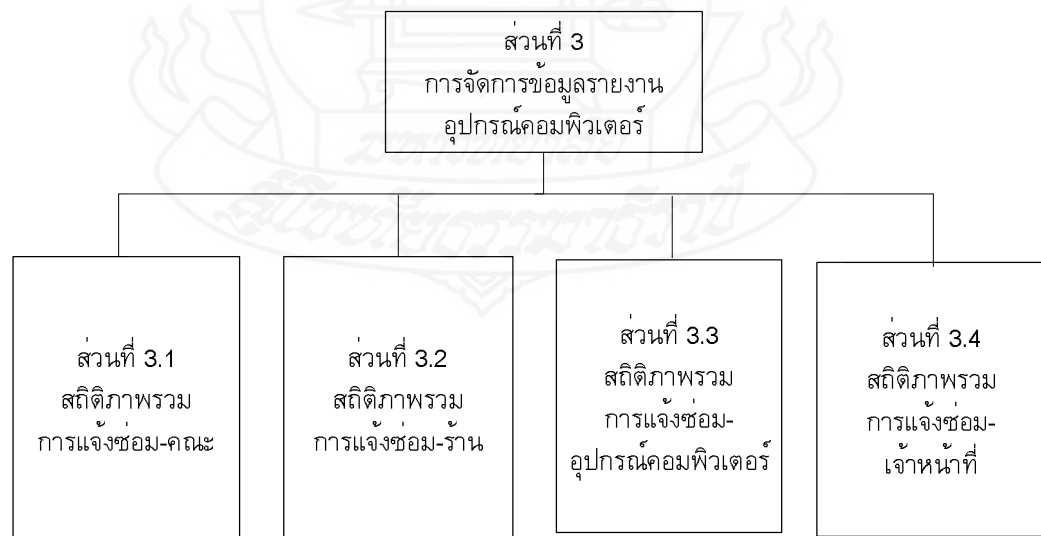 ส่วนที่ 3
การจัดการข้อมูลรายงาน
อุปกรณ์คอมพิวเตอร์
ส่วนที่ 3.1
สถิติภาพรวม
การแจ้งซ่อม-คณะ
ส่วนที่ 3.2
สถิติภาพรวม
การแจ้งซ่อม-ร้าน
ส่วนที่ 3.3
สถิติภาพรวม
การแจ้งซ่อม-
อุปกรณ์คอมพิวเตอร์
ส่วนที่ 3.4
สถิติภาพรวม
การแจ้งซ่อม-
เจ้าหน้าที่